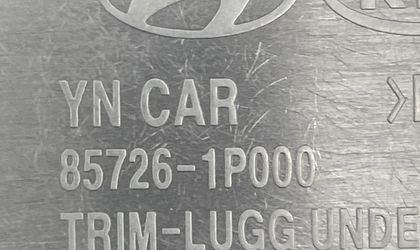 YN CAR
85726-1P000
TRIM-LUGG UNDE